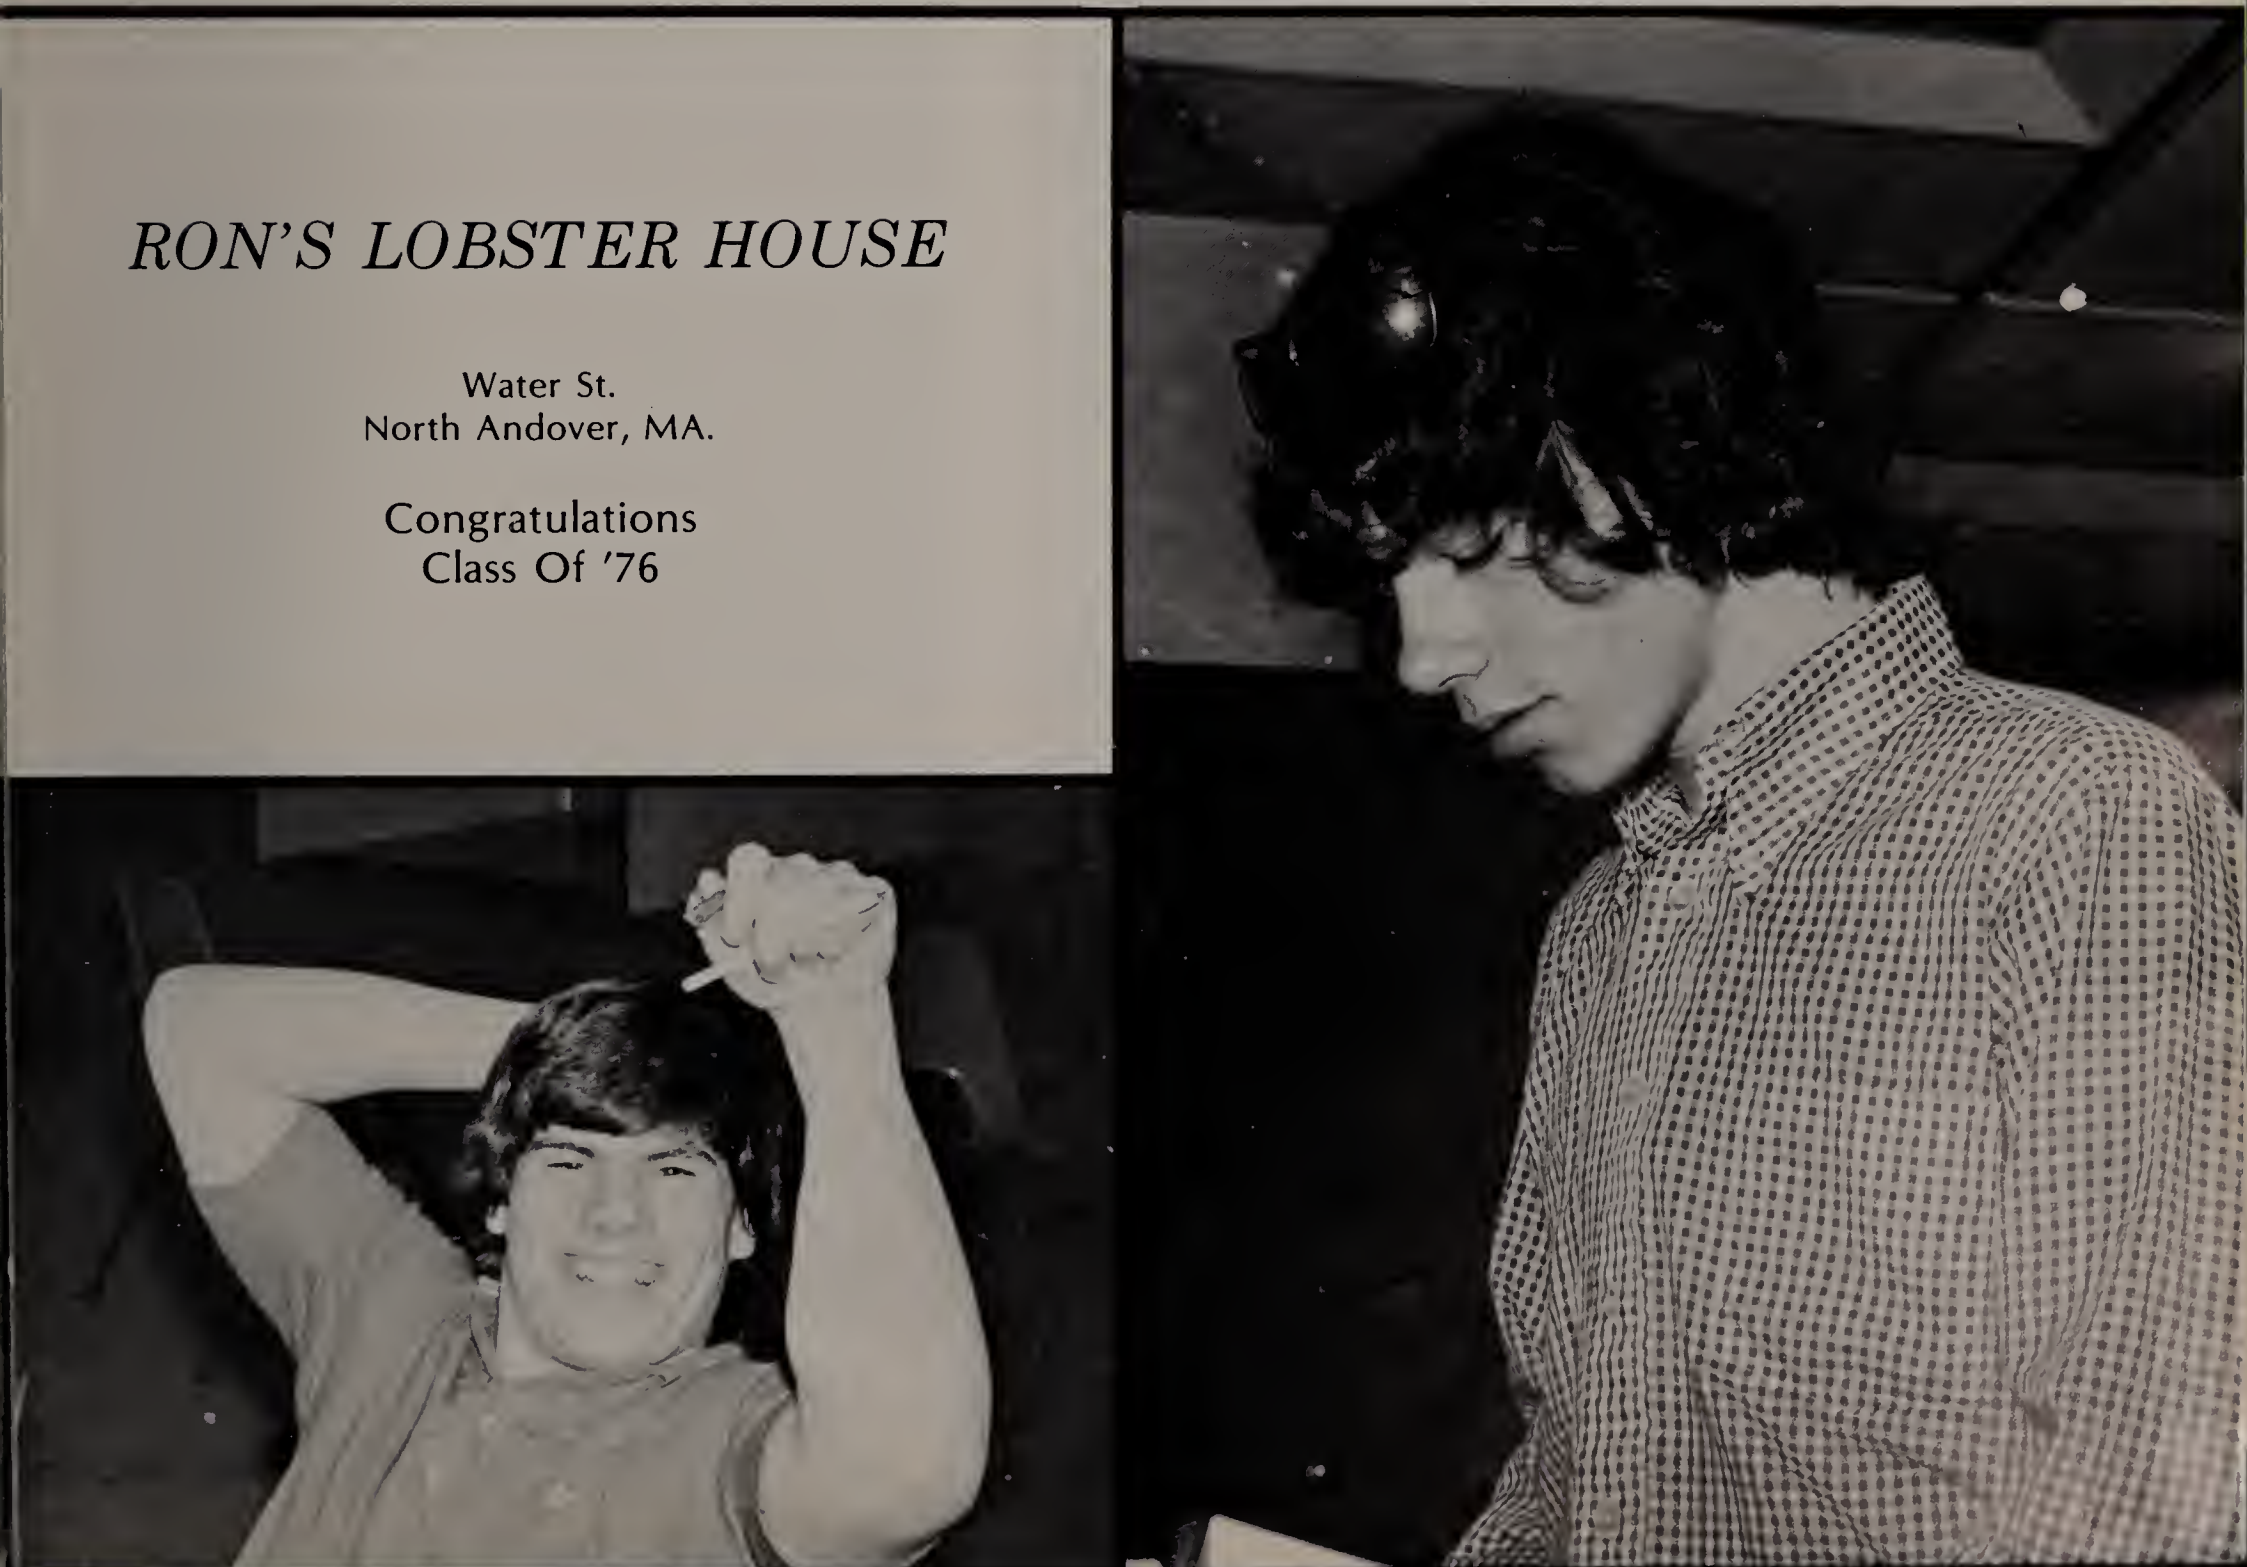 RON'S LOBSTER HOUSE
Water St.
North Andover, MA.
Congratulations
Class Of '76